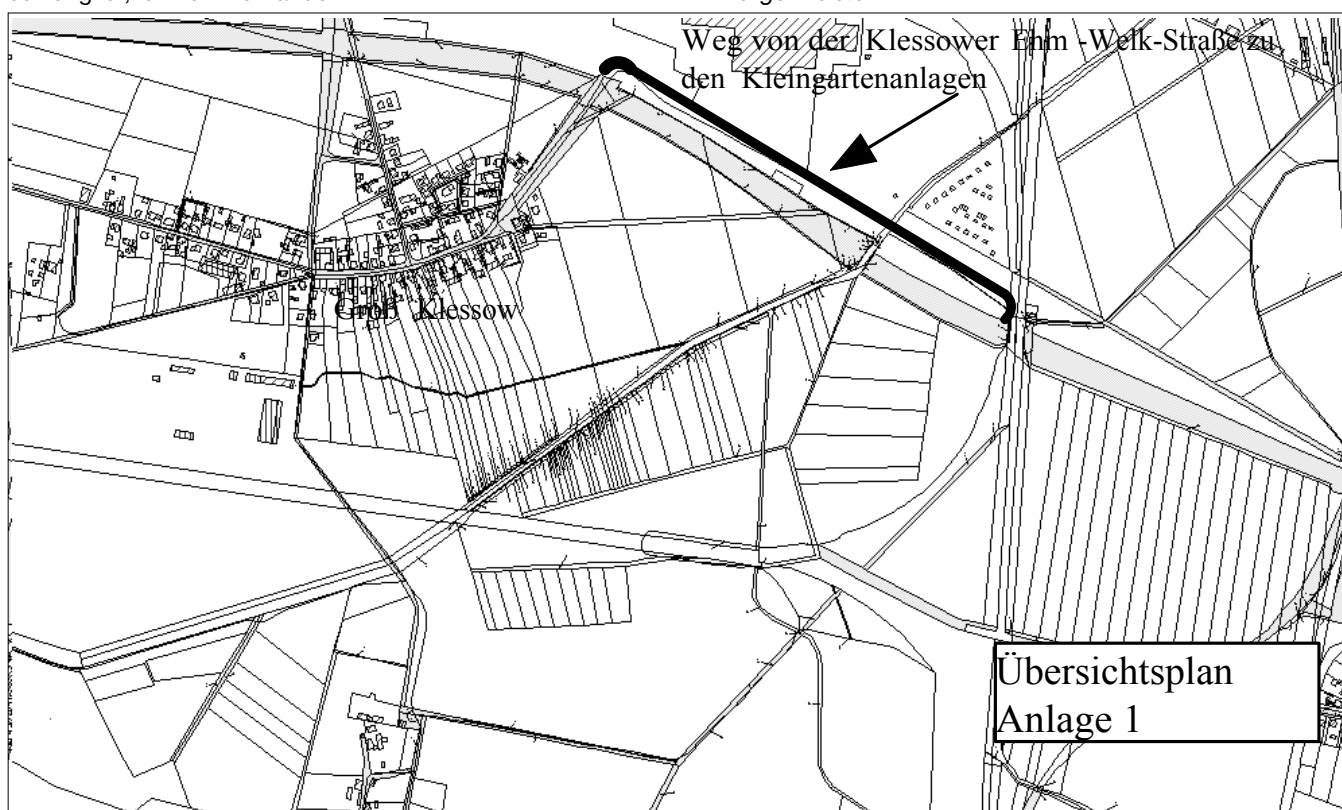 Weg von der Klessower Ehm -Welk-Straße zu
den Kleingartenanlagen
Groß Klessow
Übersichtsplan
Anlage 1